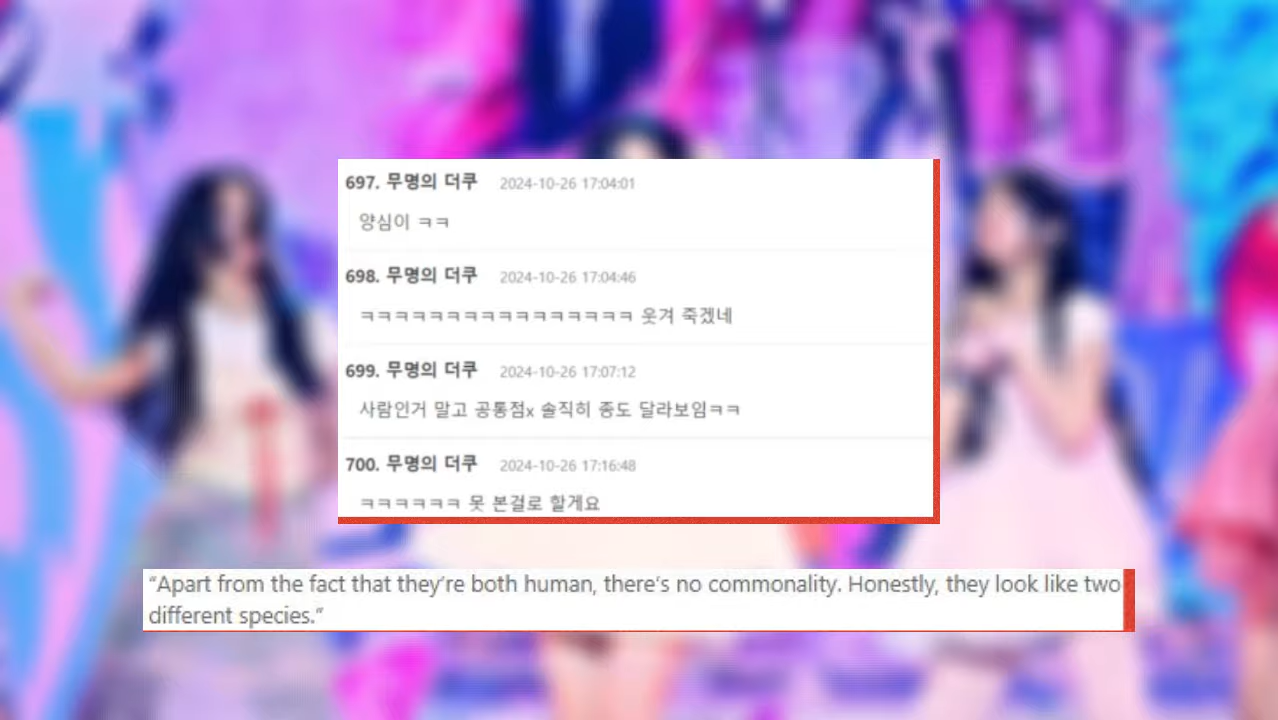 697. 무명의 더쿠 2024-10-26 17:04:01
양심이 ㅋㅋ
698. 무명의 더쿠 2024-10-26 17:04:46
ㅋㅋㅋㅋㅋㅋㅋㅋㅋㅋㅋㅋㅋㅋㅋㅋ 웃겨 죽겠네
699. 무명의 더쿠 2024-10-26 17:07:12
사람인거 말고 공통점x 솔직히 종도 달라보임ㅋㅋ
700. 무명의 더쿠 2024-10-26 17:16:48
ㅋㅋㅋㅋㅋㅋ 못 본걸로 할게요
“Apart from the fact that they’re both human, there’s no commonality. Honestly, they look like two
different species.”